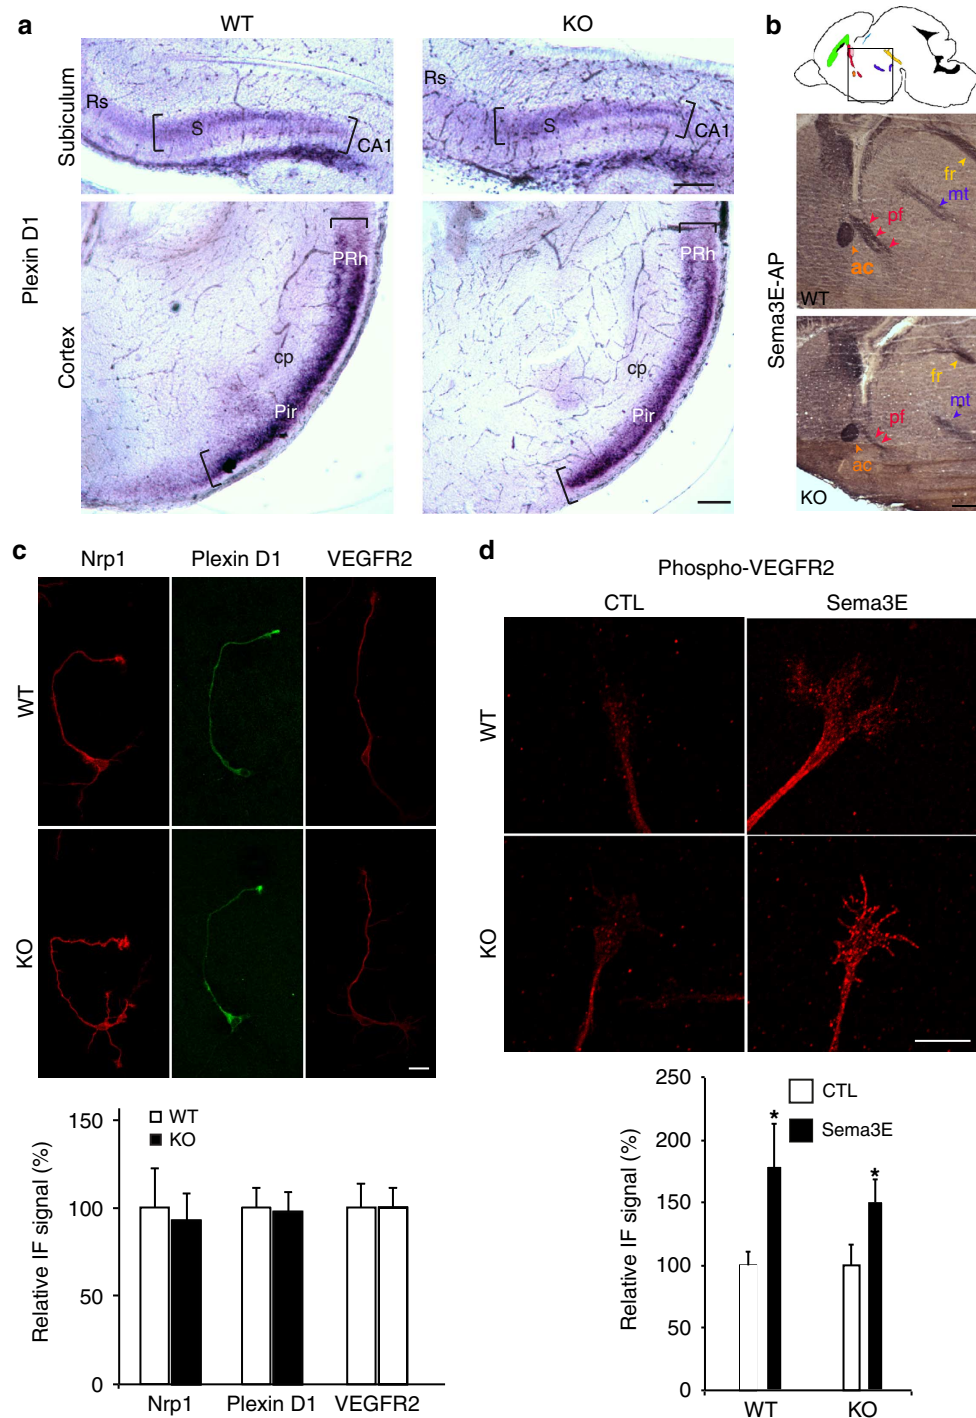 a
WT
KO
Plexin D1
Subiculum
Rs
S
CA1
Rs
S
Cortex
PRh
cp
Pir
PRh
cp
Pir
b
Sema3E-AP
fr
mt
pf
ac
WT
fr
mt
pf
ac
KO
c
Nrp1 Plexin D1 VEGFR2
WT
KO
Relative IF signal (%)
150
100
50
0
WT
KO
Nrp1 Plexin D1 VEGFR2
d
Phospho-VEGFR2
CTL Sema3E
WT
KO
Relative IF signal (%)
250
200
150
100
50
0
CTL
Sema3E
*
*
WT KO